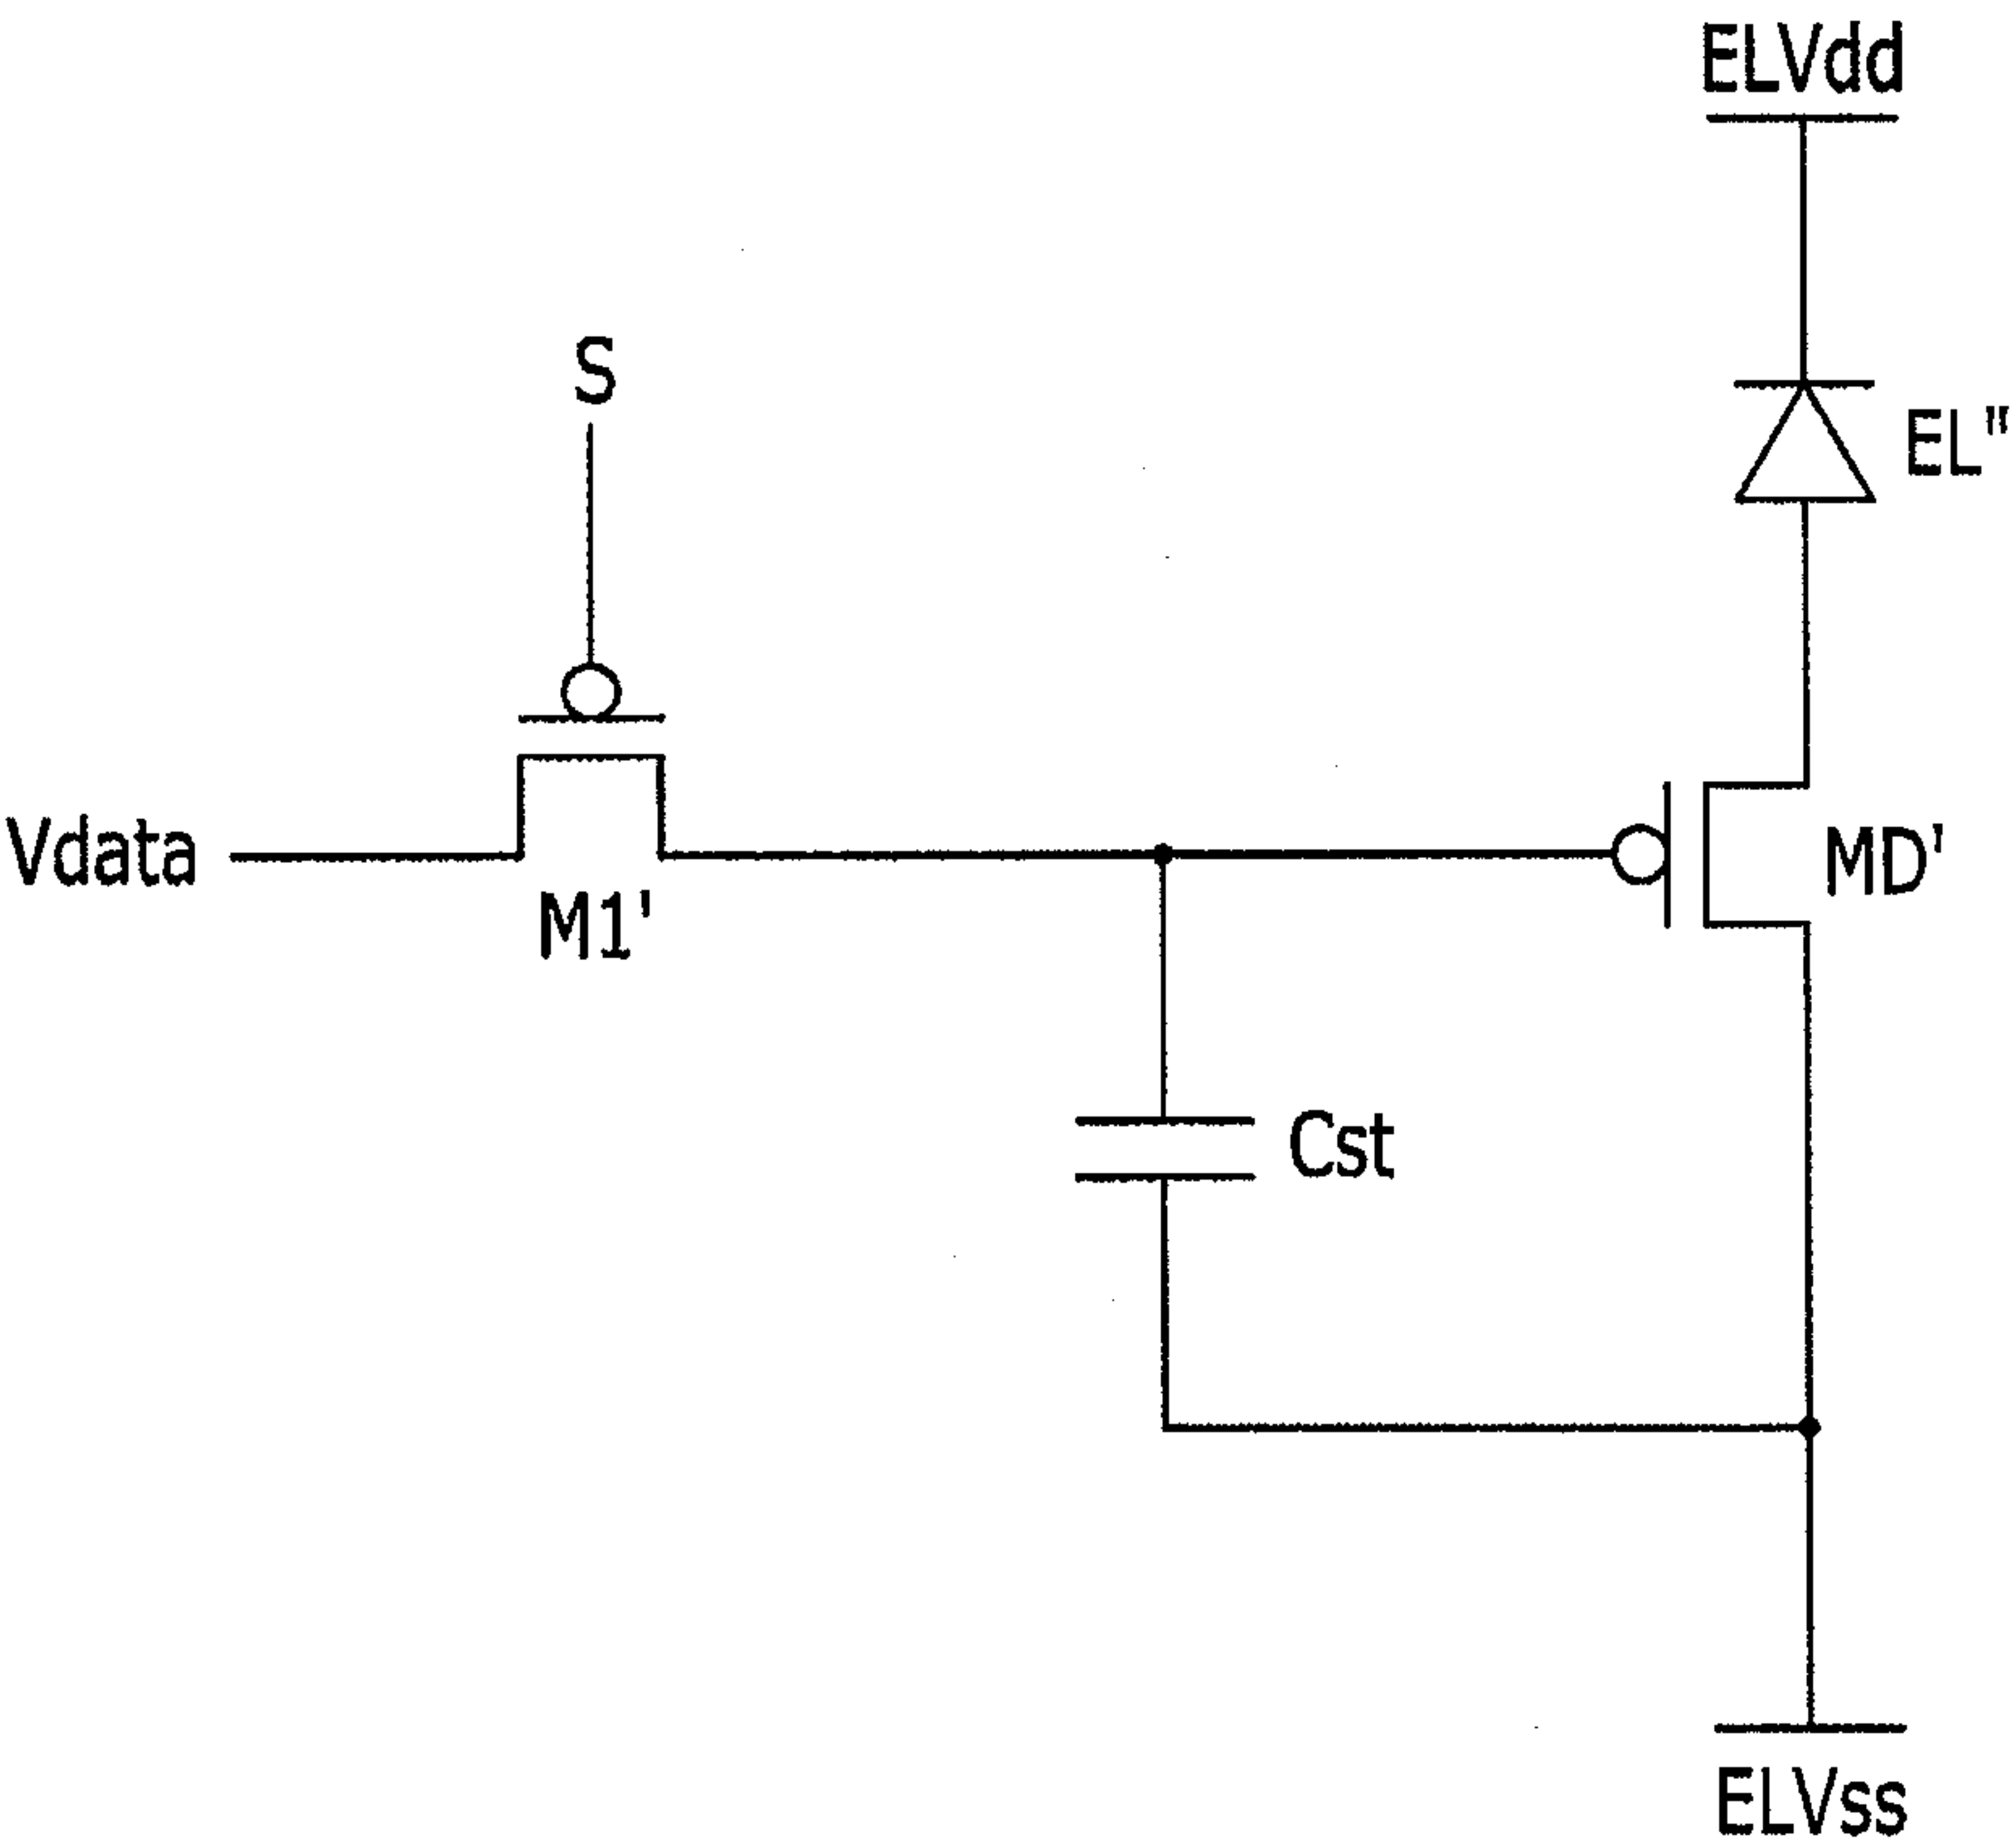 ELVdd
S
EL"
Vdata
M1'
MD'
Cst
ELVss